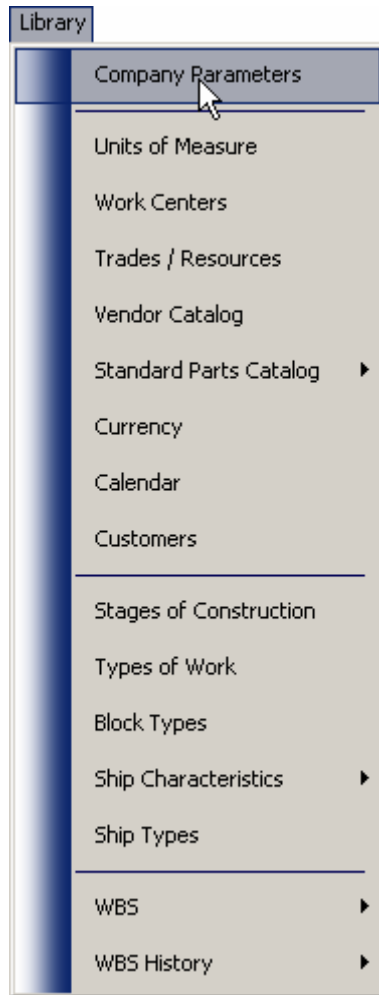 Library
Company Parameters
Units of Measure
Work Centers
Trades / Resources
Vendor Catalog
Standard Parts Catalog
Currency
Calendar
Customers
Stages of Construction
Types of Work
Block Types
Ship Characteristics
Ship Types
WBS
WBS History